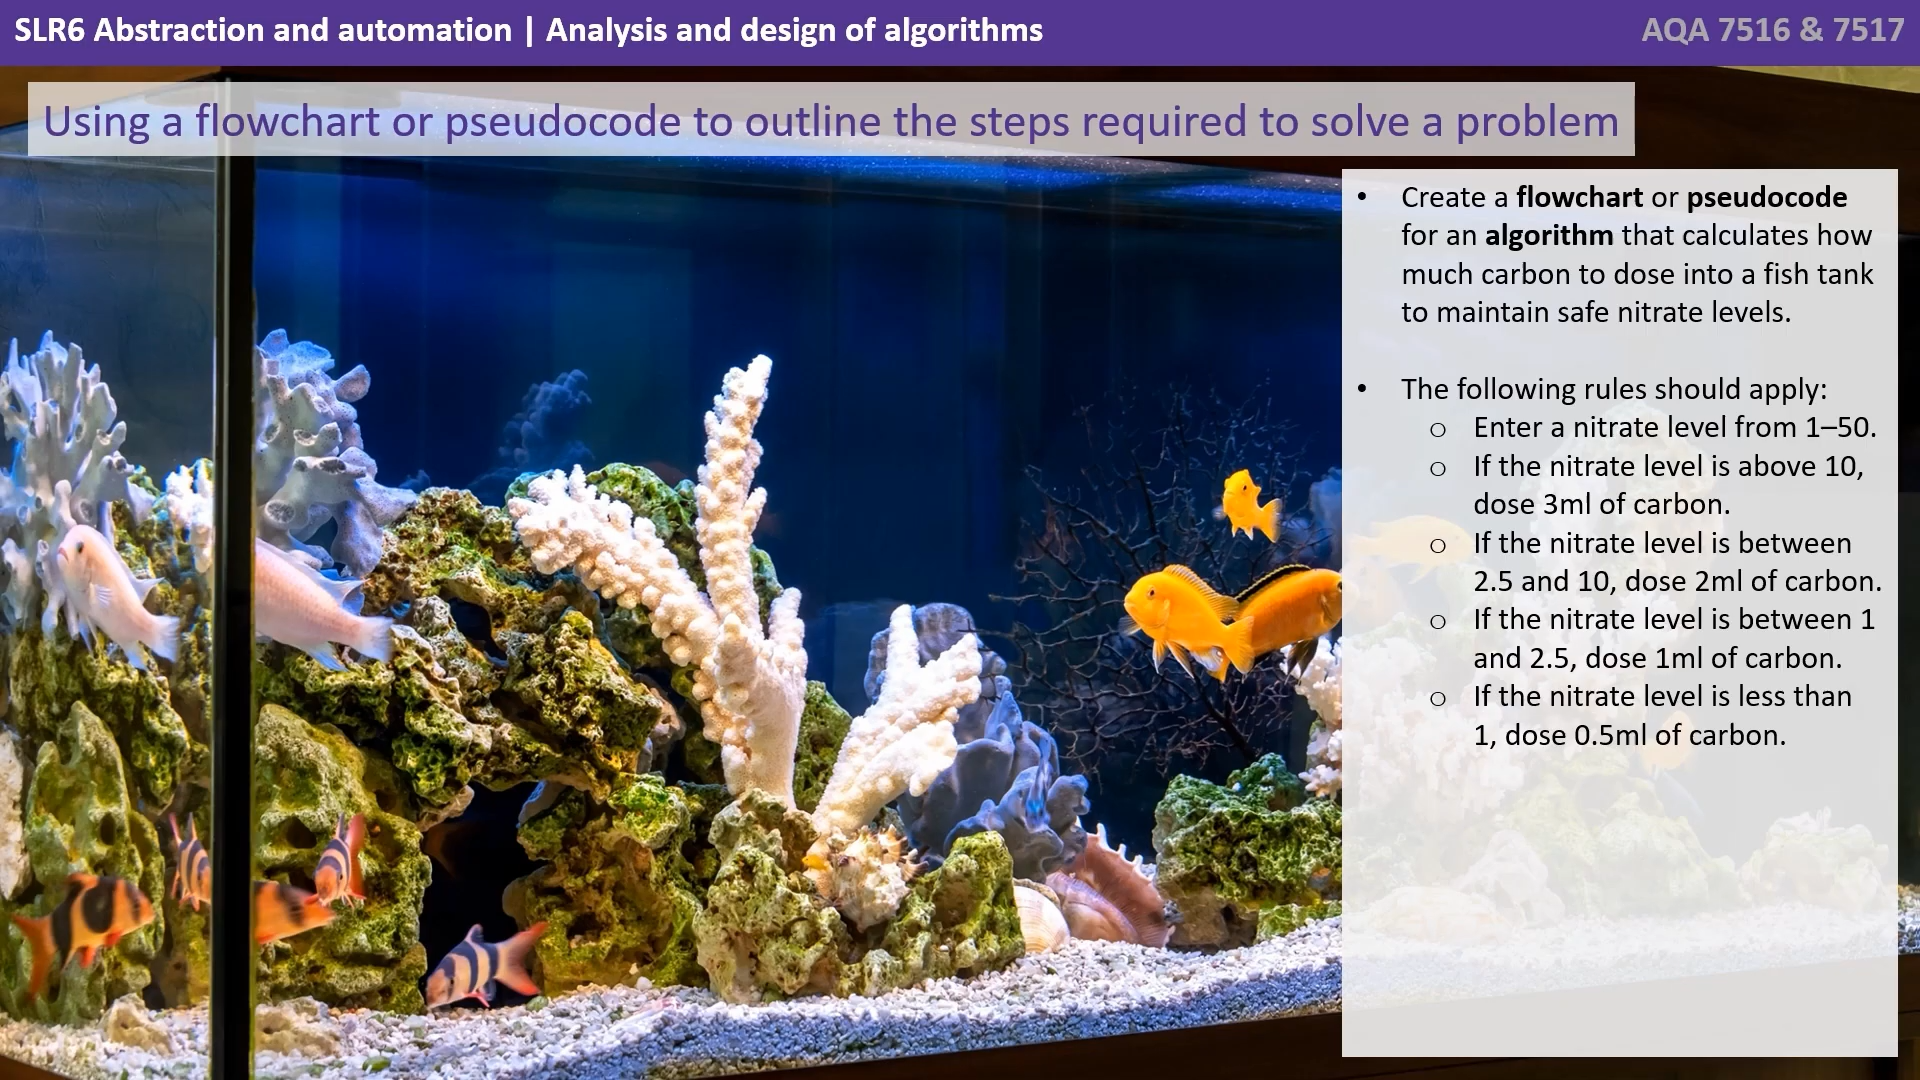 SLR6 Abstraction and automation | Analysis and design of algorithms
AQA 7516 & 7517
Using a flowchart or pseudocode to outline the steps required to solve a problem
• Create a flowchart or pseudocode
for an algorithm that calculates how
much carbon to dose into a fish tank
to maintain safe nitrate levels.
• The following rules should apply:
o Enter a nitrate level from 1–50.
o If the nitrate level is above 10,
dose 3ml of carbon.
o If the nitrate level is between
2.5 and 10, dose 2ml of carbon.
o If the nitrate level is between 1
and 2.5, dose 1ml of carbon.
o If the nitrate level is less than
1, dose 0.5ml of carbon.